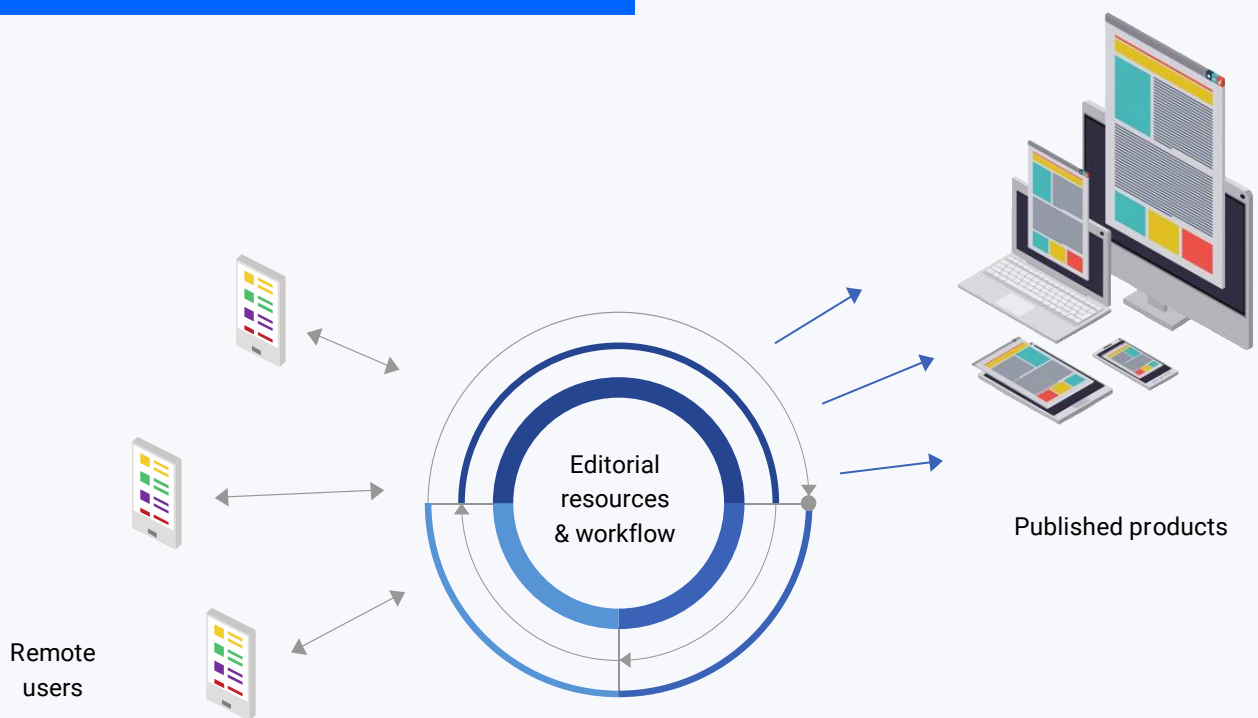 Editorial
resources
& workflow
Published products
Remote
users